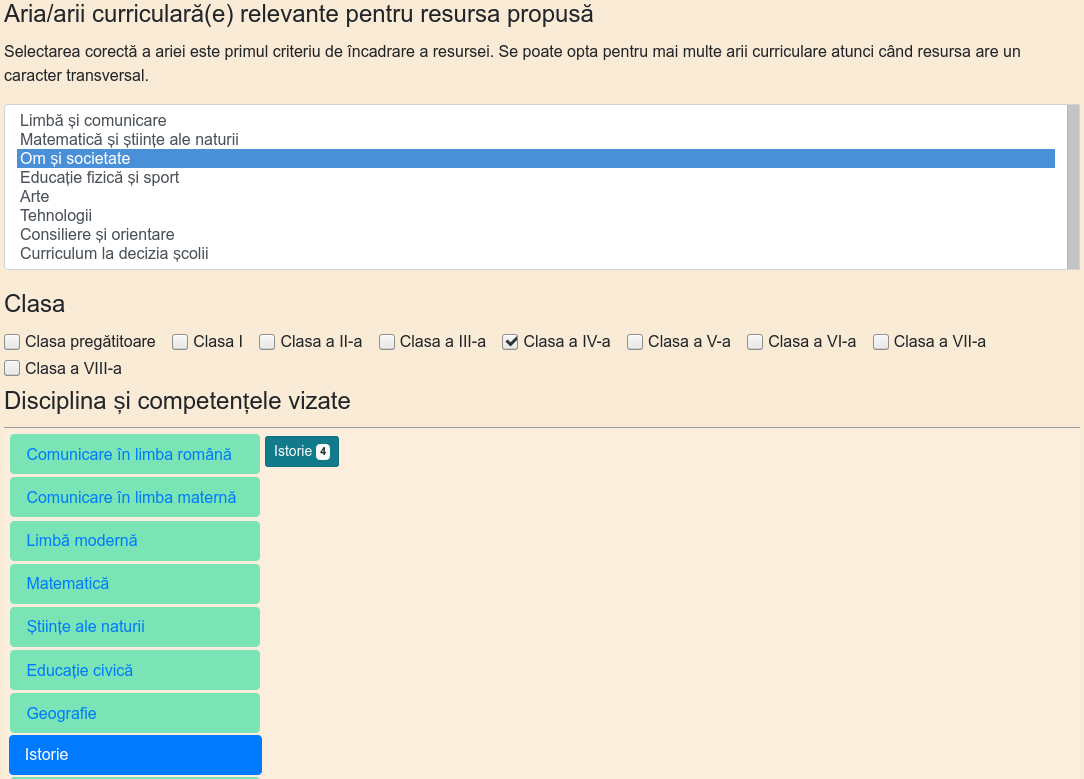 Aria/arii curriculară(e) relevante pentru resursa propusă
Selectarea corectă a ariei este primul criteriu de încadrare a resursei. Se poate opta pentru mai multe arii curriculare atunci când resursa are un
caracter transversal.
Limbă și comunicare
Matematică și științe ale naturii
Om și societate
Educație fizică și sport
Arte
Tehnologii
Consiliere și orientare
Curriculum la decizia școlii
Clasa
Clasa pregătitoare Clasa I Clasa a II-a Clasa a III-a Clasa a IV-a Clasa a V-a Clasa a VI-a Clasa a VII-a
Clasa a VIII-a
Disciplina și competențele vizate
Comunicare în limba română
Istorie 4
Comunicare în limba maternă
Limbă modernă
Matematică
Științe ale naturii
Educație civică
Geografie
Istorie